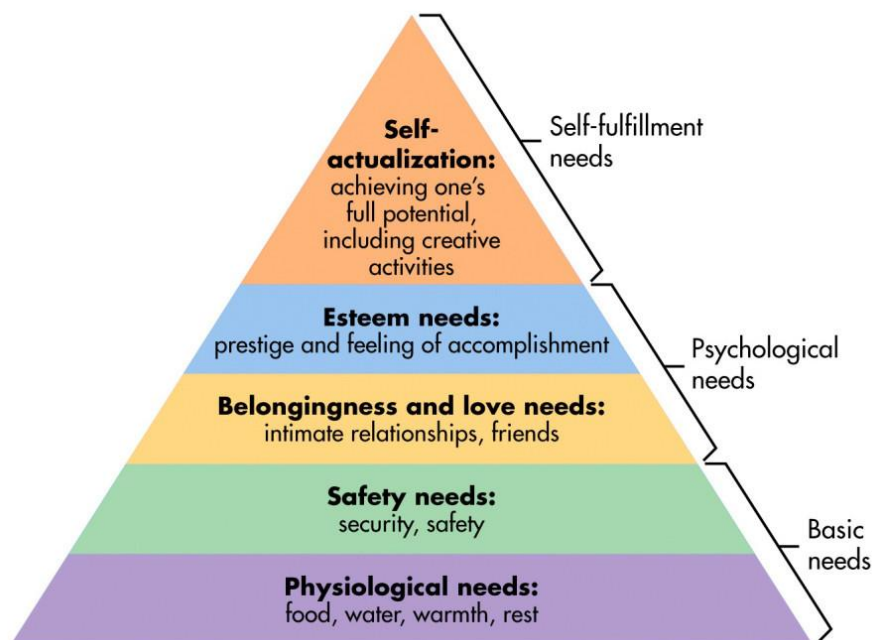 Self-
actualization:
achieving one's
full potential,
including creative
activities
Self-fulfillment
needs
Esteem needs:
prestige and feeling of accomplishment
Psychological
needs
Belongingness and love needs:
intimate relationships, friends
Safety needs:
security, safety
Basic
needs
Physiological needs:
food, water, warmth, rest